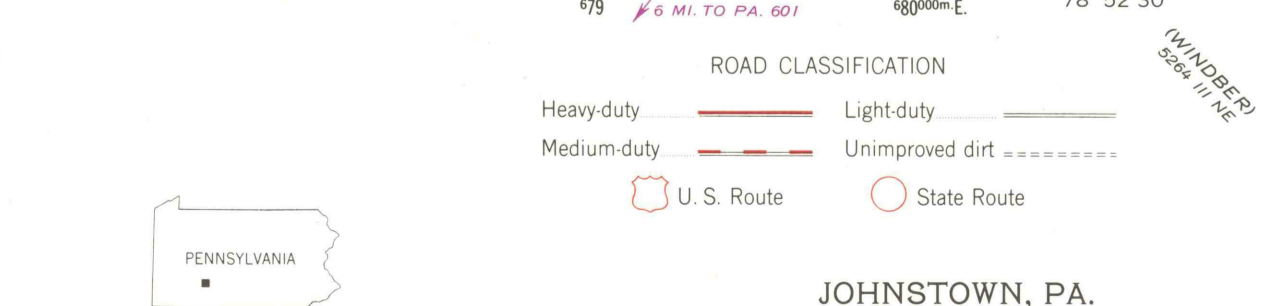 679 6 MI. TO PA. 601 680000m. E. 78° 52'30"
(WINDBER)
5264 III NE
ROAD CLASSIFICATION
Heavy-duty Light-duty
Medium-duty Unimproved dirt
U. S. Route State Route
PENNSYLVANIA
JOHNSTOWN, PA.